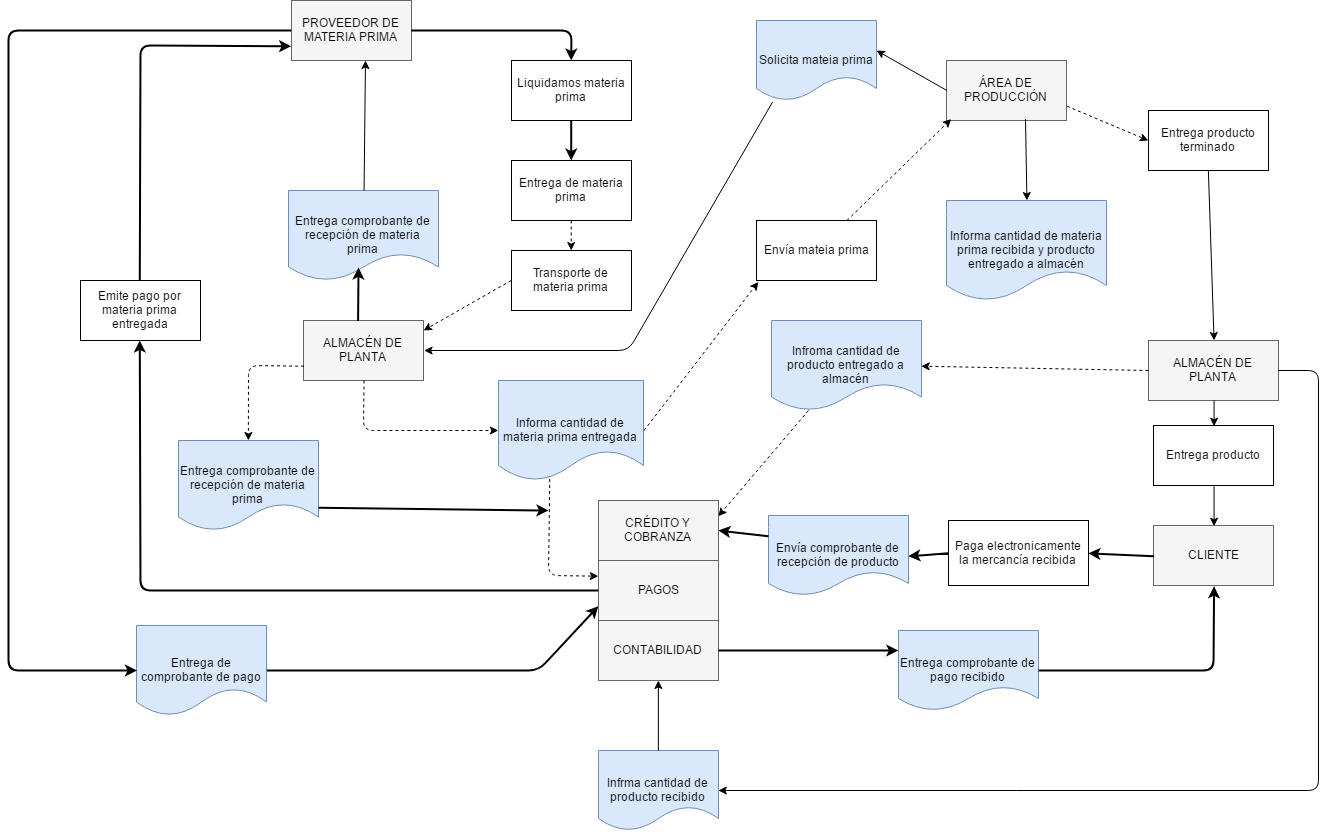 PROVEEDOR DE
MATERIA PRIMA
Liquidamos materia
prima
Entrega de materia
prima
Transporte de
materia prima
Entrega comprobante de
recepción de materia
prima
Emite pago por
materia prima
entregada
ALMACÉN DE
PLANTA
Entrega comprobante de
recepción de materia
prima
Informa cantidad de
materia prima entregada
Solicita mateia prima
ÁREA DE
PRODUCCIÓN
Entrega producto
terminado
Envía mateia prima
Informa cantidad de materia
prima recibida y producto
entregado a almacén
Infroma cantidad de
producto entregado a
almacén
ALMACÉN DE
PLANTA
Entrega producto
CLIENTE
Paga electronicamente
la mercancía recibida
Envía comprobante de
recepción de producto
CRÉDITO Y
COBRANZA
PAGOS
CONTABILIDAD
Entrega de
comprobante de pago
Entrega comprobante de
pago recibido
Infrma cantidad de
producto recibido